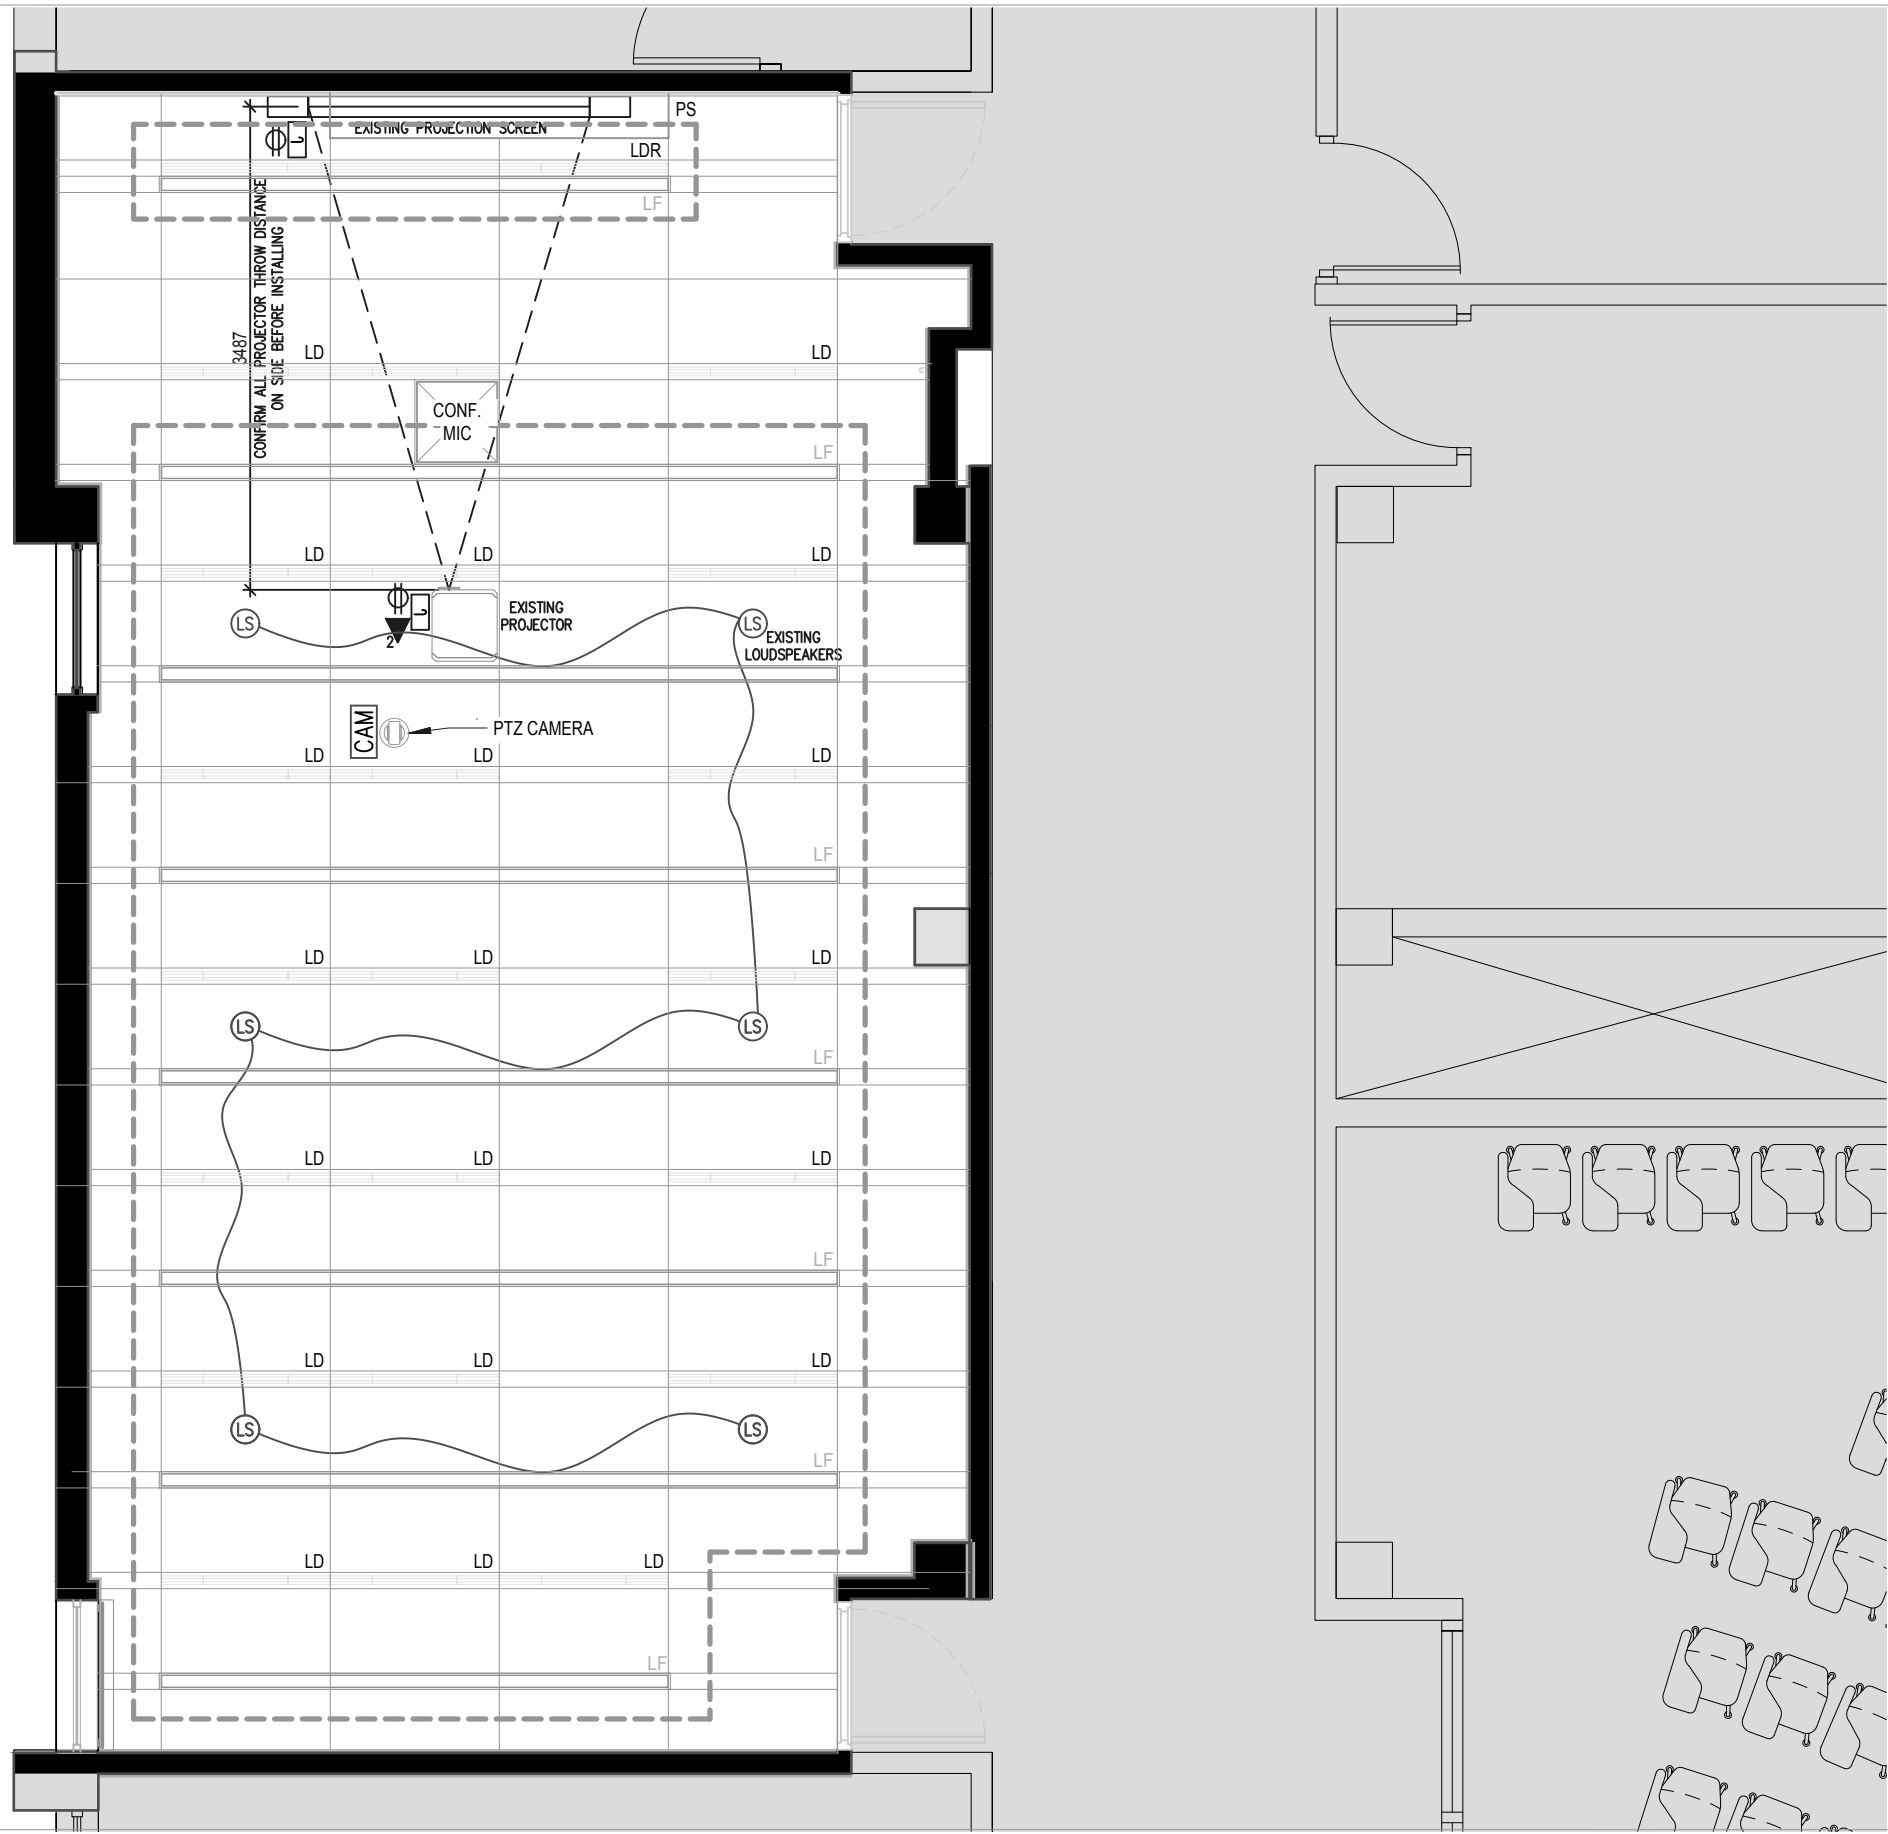 PS
EXISTING PROJECTION SCREEN
LDR
LF
3487
CONFIRM ALL PROJECTOR THROW DISTANCE
ON SIDE BEFORE INSTALLING
LD
LD
CONF.
MIC
LF
LD
LD
LD
EXISTING
PROJECTOR
LS
LS
2
EXISTING
LOUDSPEAKERS
CAM
PTZ CAMERA
LD
LD
LD
LF
LD
LD
LD
LS
LS
LF
LD
LD
LD
LF
LD
LD
LD
LS
LS
LF
LD
LD
LD
LF